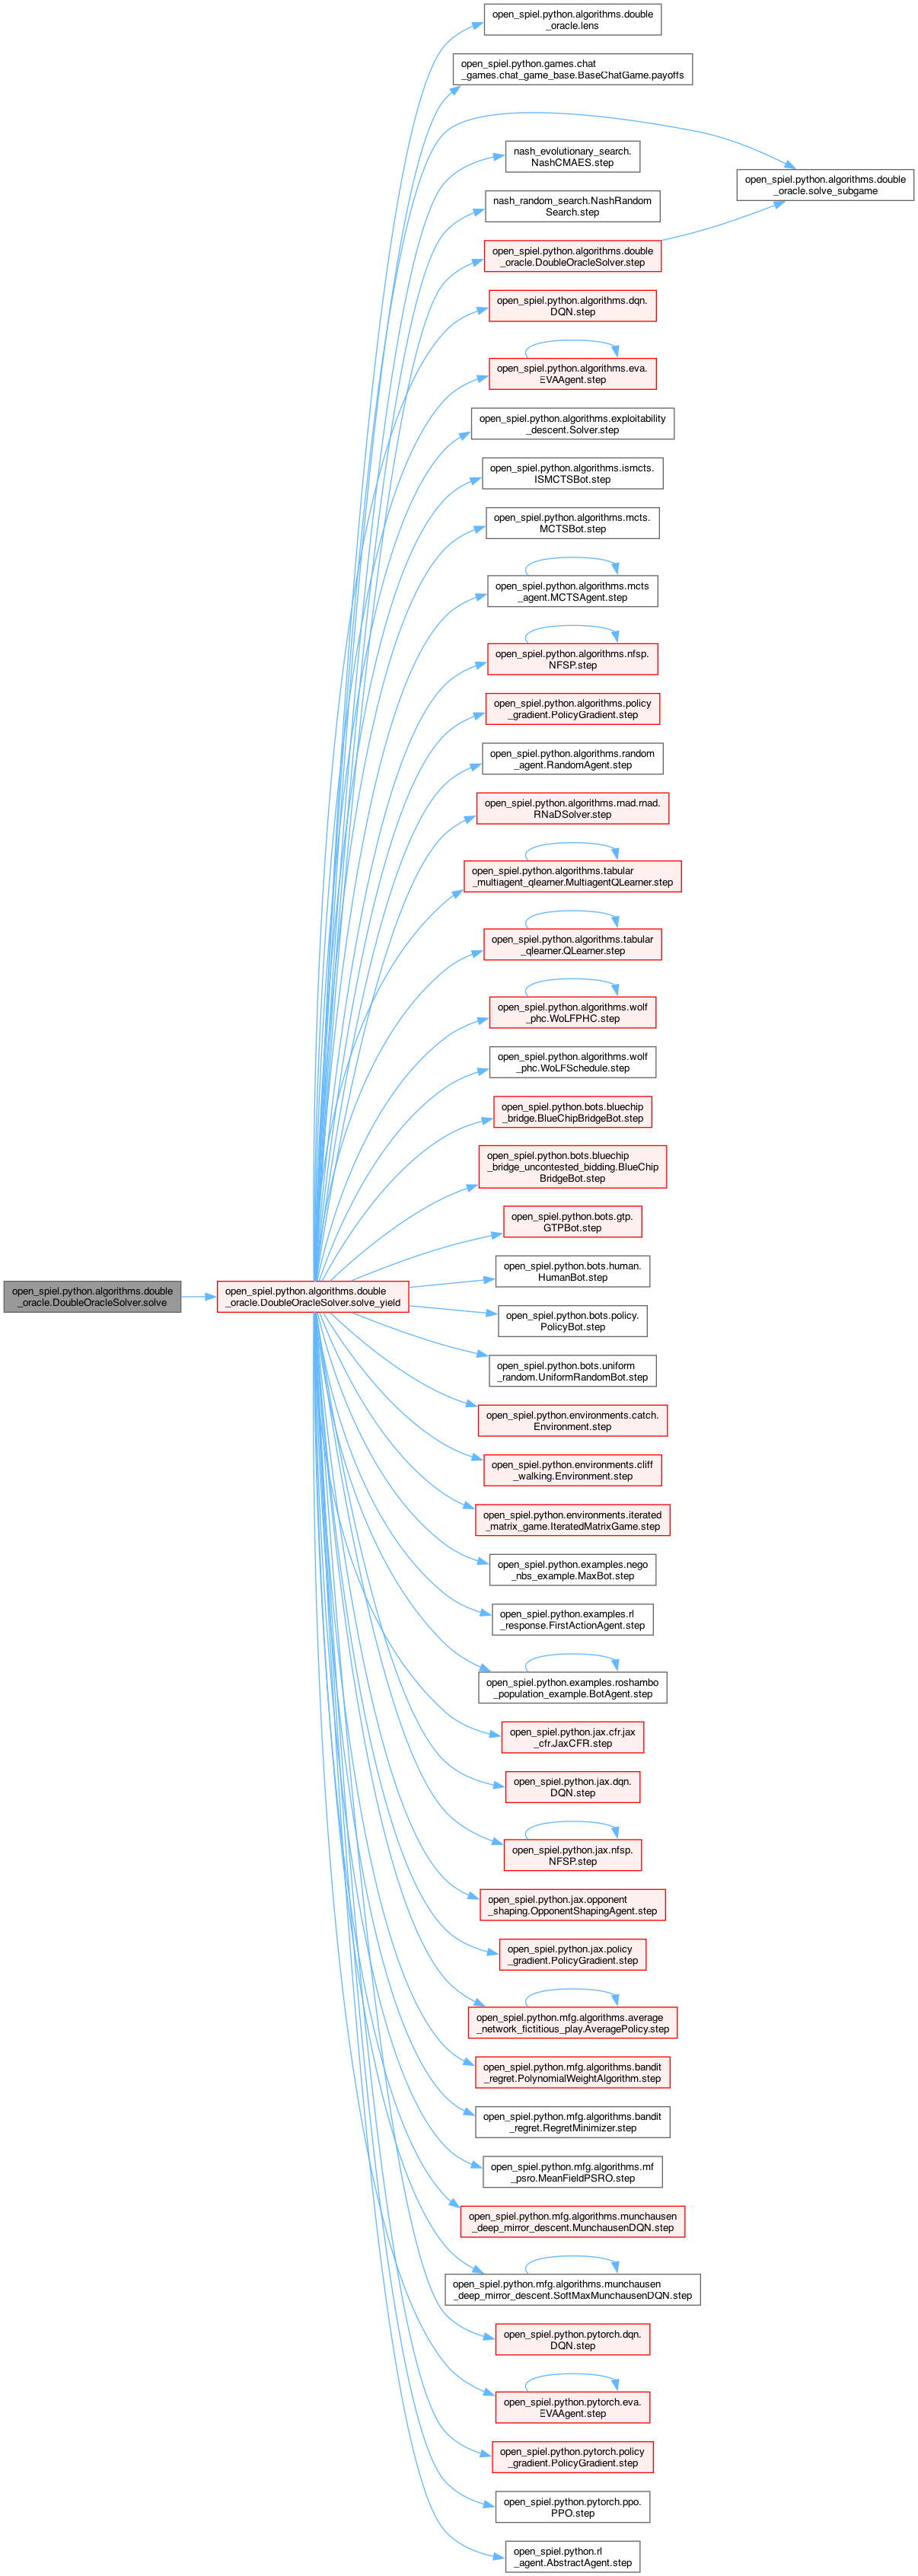 open_spiel.python.algorithms.double
_oracle.lens
open_spiel.python.games.chat
_games.chat_game_base.BaseChatGame.payoffs
nash_evolutionary_search.
NashCMAES.step
open_spiel.python.algorithms.double
_oracle.solve_subgame
nash_random_search.NashRandom
Search.step
open_spiel.python.algorithms.double
_oracle.DoubleOracleSolver.step
open_spiel.python.algorithms.dqn.
DQN.step
open_spiel.python.algorithms.eva.
EVAAgent.step
open_spiel.python.algorithms.exploitability
_descent.Solver.step
open_spiel.python.algorithms.ismcts.
ISMCTSBot.step
open_spiel.python.algorithms.mcts.
MCTSBot.step
open_spiel.python.algorithms.mcts
_agent.MCTSAgent.step
open_spiel.python.algorithms.nfsp.
NFSP.step
open_spiel.python.algorithms.policy
_gradient.PolicyGradient.step
open_spiel.python.algorithms.random
_agent.RandomAgent.step
open_spiel.python.algorithms.rnad.rnad.
RNaDSolver.step
open_spiel.python.algorithms.tabular
_multiagent_qlearner.MultiagentQLearner.step
open_spiel.python.algorithms.tabular
_qlearner.QLearner.step
open_spiel.python.algorithms.wolf
_phc.WoLFPHC.step
open_spiel.python.algorithms.wolf
_phc.WoLFSchedule.step
open_spiel.python.bots.bluechip
_bridge.BlueChipBridgeBot.step
open_spiel.python.bots.bluechip
_bridge_uncontested_bidding.BlueChip
BridgeBot.step
open_spiel.python.bots.gtp.
GTPBot.step
open_spiel.python.bots.human.
HumanBot.step
open_spiel.python.algorithms.double
_oracle.DoubleOracleSolver.solve
open_spiel.python.algorithms.double
_oracle.DoubleOracleSolver.solve_yield
open_spiel.python.bots.policy.
PolicyBot.step
open_spiel.python.bots.uniform
_random.UniformRandomBot.step
open_spiel.python.environments.catch.
Environment.step
open_spiel.python.environments.cliff
_walking.Environment.step
open_spiel.python.environments.iterated
_matrix_game.IteratedMatrixGame.step
open_spiel.python.examples.nego
_nbs_example.MaxBot.step
open_spiel.python.examples.rl
_response.FirstActionAgent.step
open_spiel.python.examples.roshambo
_population_example.BotAgent.step
open_spiel.python.jax.cfr.jax
_cfr.JaxCFR.step
open_spiel.python.jax.dqn.
DQN.step
open_spiel.python.jax.nfsp.
NFSP.step
open_spiel.python.jax.opponent
_shaping.OpponentShapingAgent.step
open_spiel.python.jax.policy
_gradient.PolicyGradient.step
open_spiel.python.mfg.algorithms.average
_network_fictitious_play.AveragePolicy.step
open_spiel.python.mfg.algorithms.bandit
_regret.PolynomialWeightAlgorithm.step
open_spiel.python.mfg.algorithms.bandit
_regret.RegretMinimizer.step
open_spiel.python.mfg.algorithms.mf
_psro.MeanFieldPSRO.step
open_spiel.python.mfg.algorithms.munchausen
_deep_mirror_descent.MunchausenDQN.step
open_spiel.python.mfg.algorithms.munchausen
_deep_mirror_descent.SoftMaxMunchausenDQN.step
open_spiel.python.pytorch.dqn.
DQN.step
open_spiel.python.pytorch.eva.
EVAAgent.step
open_spiel.python.pytorch.policy
_gradient.PolicyGradient.step
open_spiel.python.pytorch.ppo.
PPO.step
open_spiel.python.rl
_agent.AbstractAgent.step